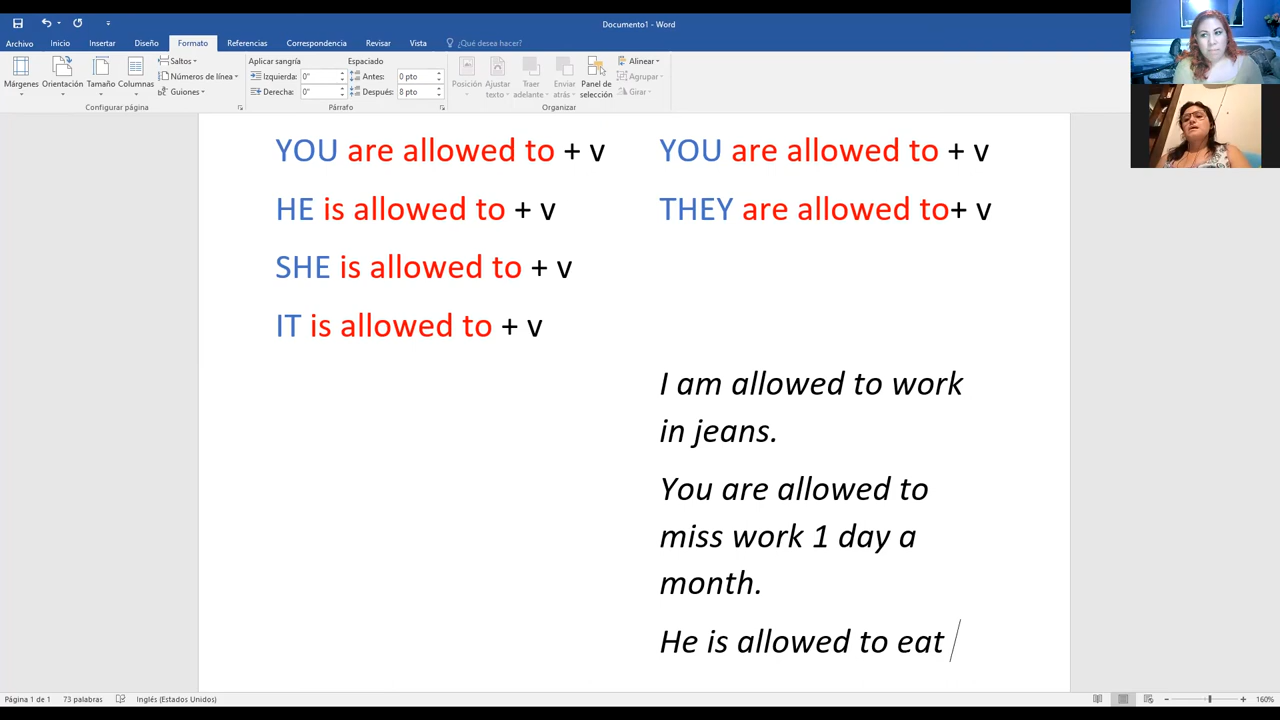 Documento1 - Word
Archivo Inicio Insertar Diseño Formato Referencias Correspondencia Revisar Vista ¿Qué desea hacer?
Márgenes Orientación Tamaño Columnas
Saltos
Números de línea
Guiones
Configurar página
Aplicar sangría Espaciado
Izquierda: 0" Antes: 0 pto
Derecha: 0" Después: 8 pto
Párrafo
Posición Ajustar texto Traer adelante Enviar atrás Panel de selección
Alinear
Agrupar
Girar
Organizar
YOU are allowed to + v
HE is allowed to + v
SHE is allowed to + v
IT is allowed to + v
YOU are allowed to + v
THEY are allowed to+ v
I am allowed to work
in jeans.
You are allowed to
miss work 1 day a
month.
He is allowed to eat
Página 1 de 1 73 palabras Inglés (Estados Unidos) 160%